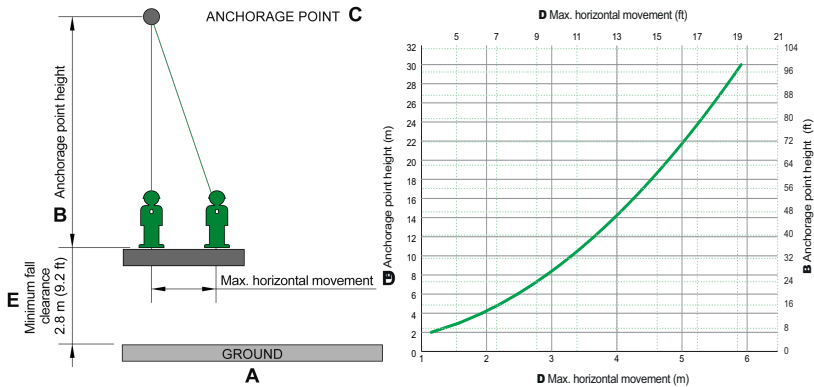 ANCHORAGE POINT C
Anchorage point height
B
Max. horizontal movement D
E
Minimum fall
clearance
2.8 m (9.2 ft)
GROUND
A
D Max. horizontal movement (ft)
5 7 9 11 13 15 17 19 21
32 104
30 96
28 88
26
24 80
22 72
20 64
18 56
16
14 48
12 40
10 32
8 24
6 16
4
2 8
0 0
B Anchorage point height (m)
B Anchorage point height (ft)
1 2 3 4 5 6
D Max. horizontal movement (m)